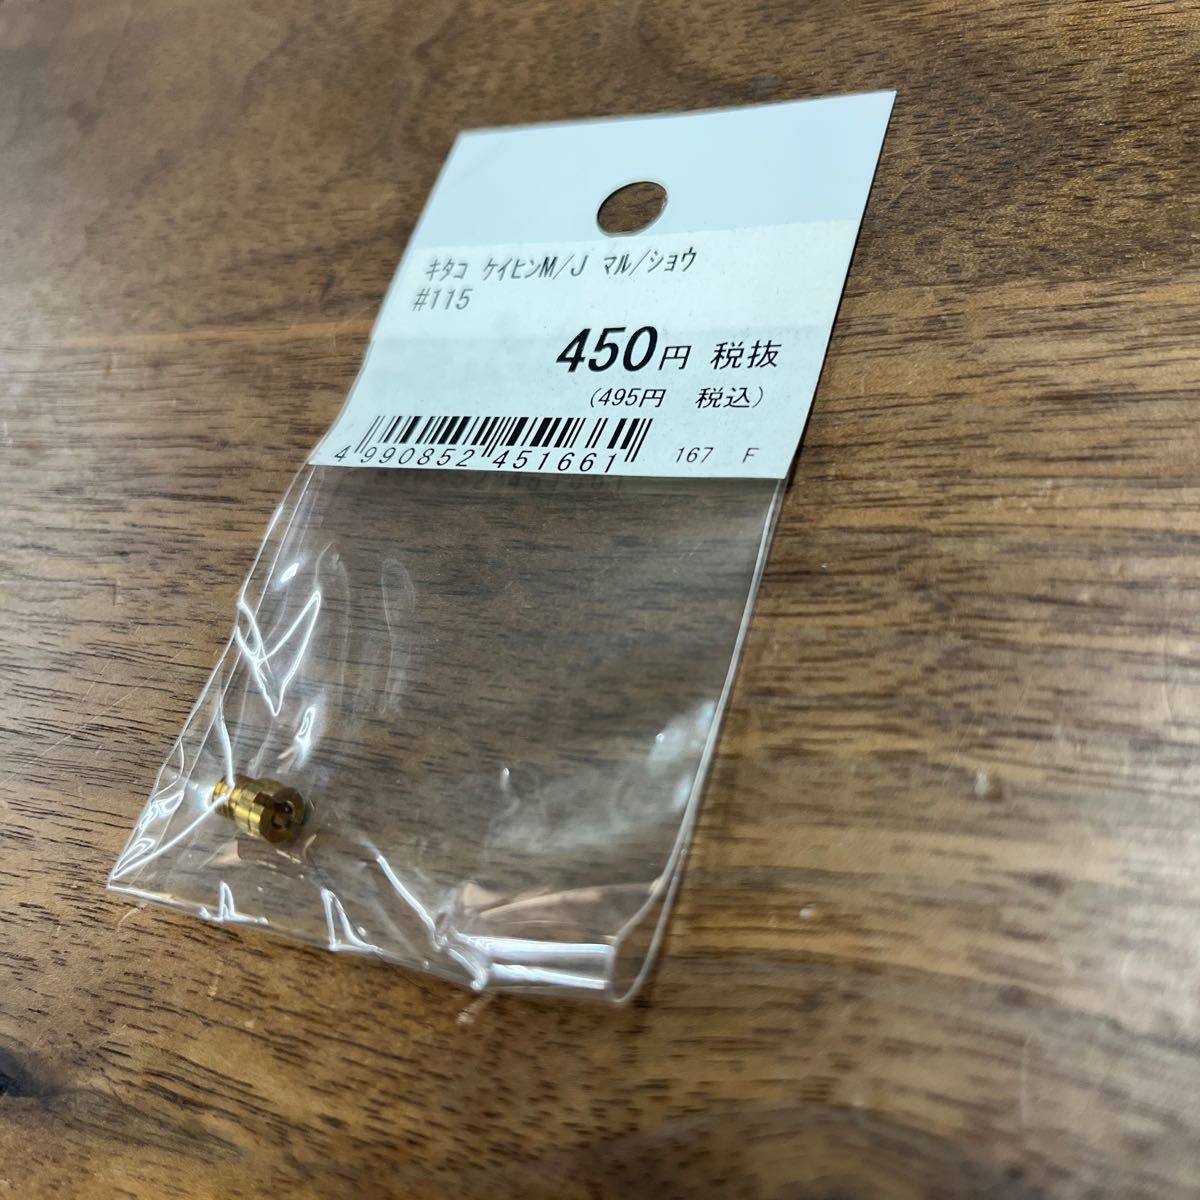 ｷﾀｺ ｹｲﾋﾝM/J ﾏﾙ/ｼｮｳ
#115
450円 税抜
(495円 税込)
4 990852 451661 167 F